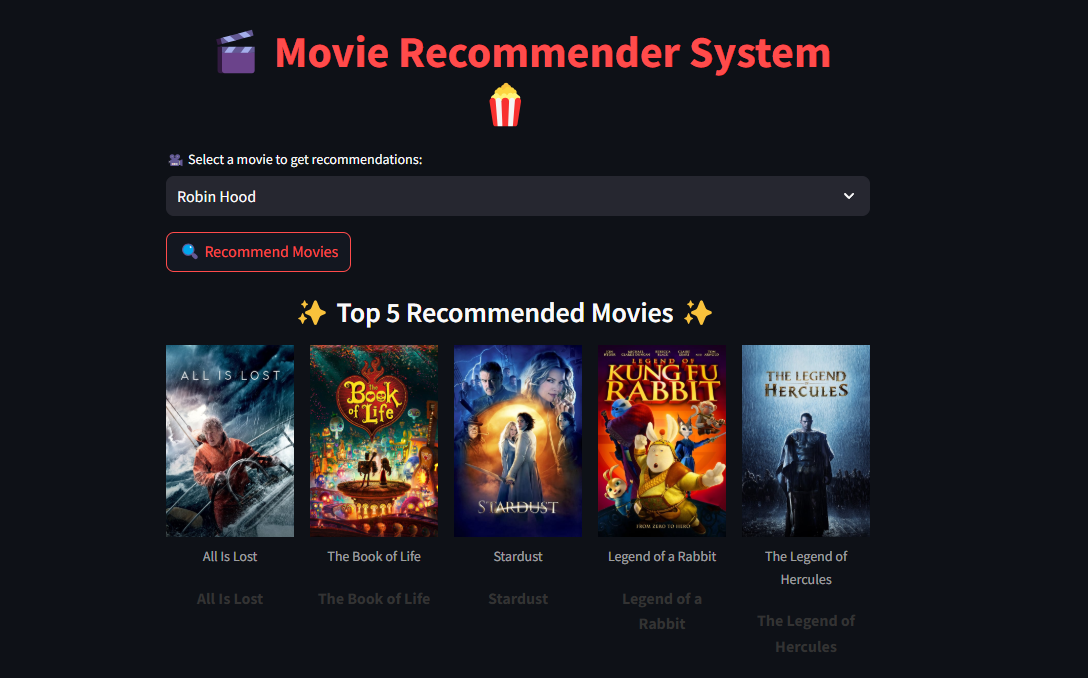 Movie Recommender System
Select a movie to get recommendations:
Robin Hood
Recommend Movies
Top 5 Recommended Movies
ALL IS LOST
The
Book
of Life
STARDUST
LEGEND OF
KUNG FU
RABBIT
FROM ZERO TO HERO
THE LEGEND
OF
HERCULES
All Is Lost
The Book of Life
Stardust
Legend of a Rabbit
The Legend of
Hercules
All Is Lost
The Book of Life
Stardust
Legend of a
Rabbit
The Legend of
Hercules